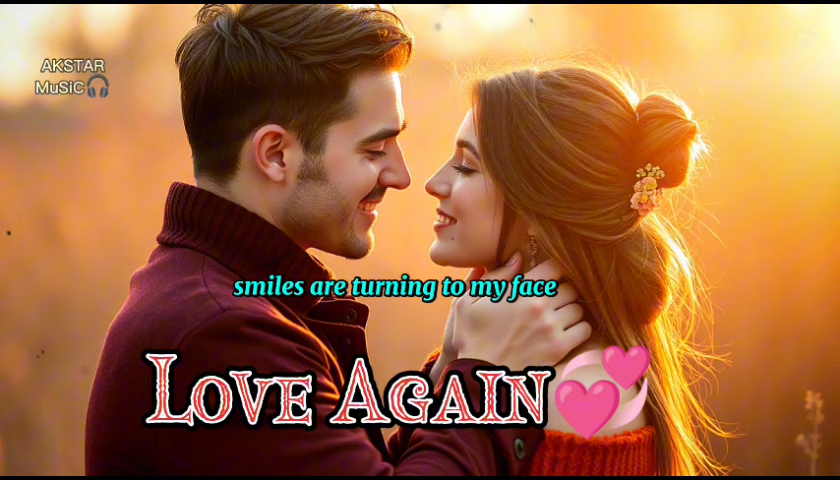 AKSTAR
MuSiC🎧
smiles are turning to my face
Love Again💞